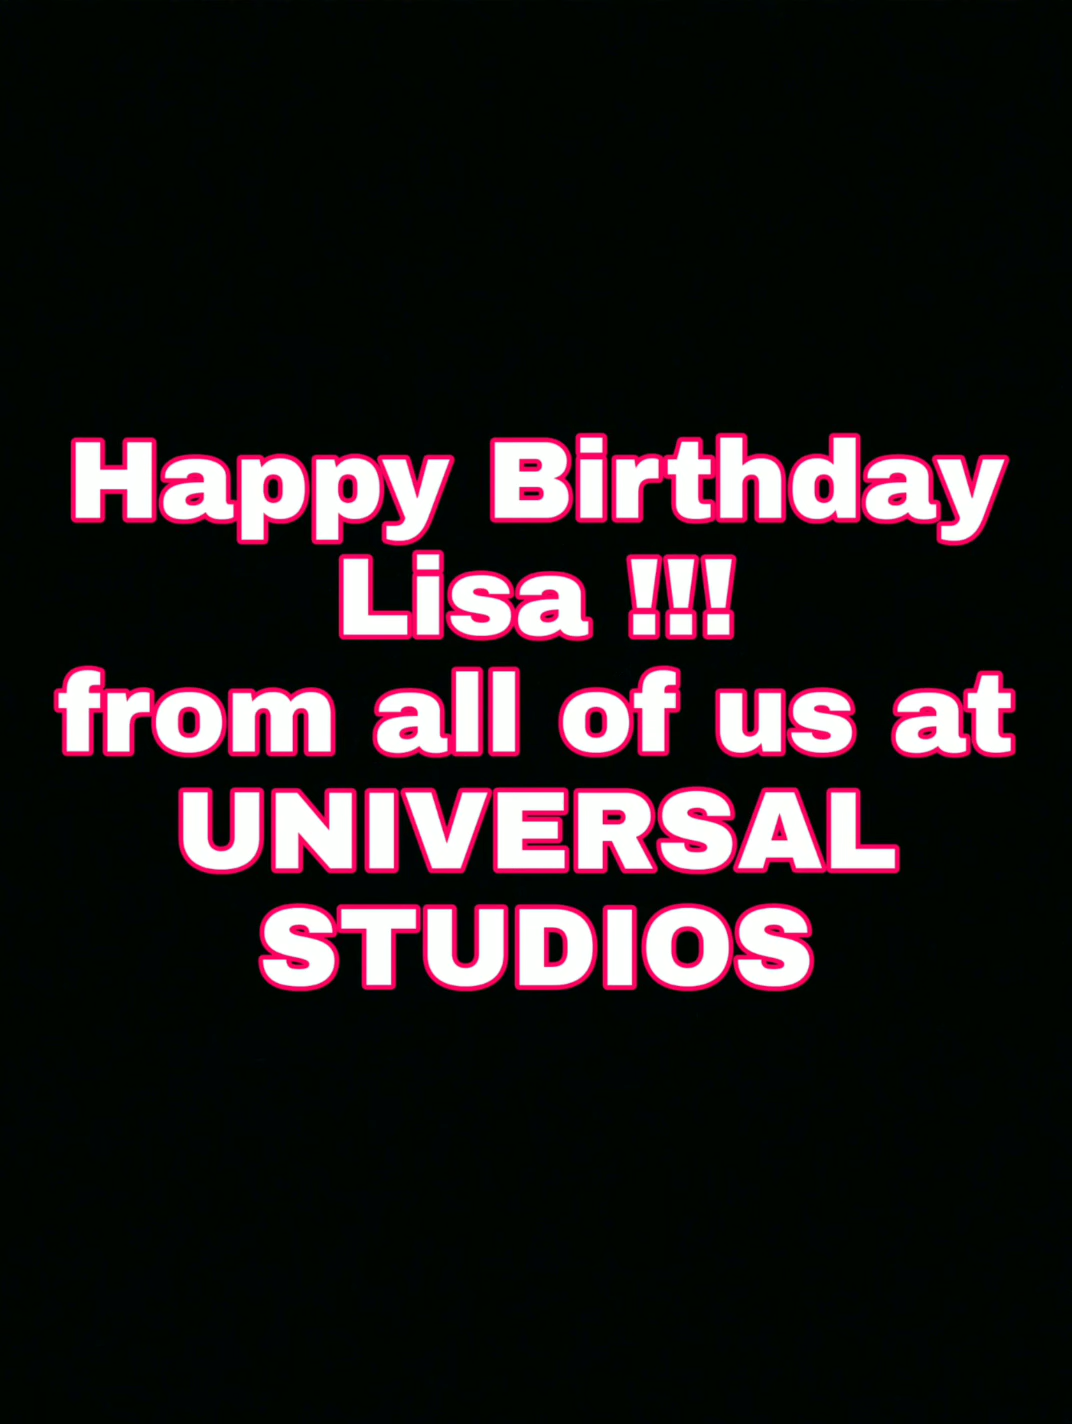 Happy Birthday
Lisa !!!
from all of us at
UNIVERSAL
STUDIOS